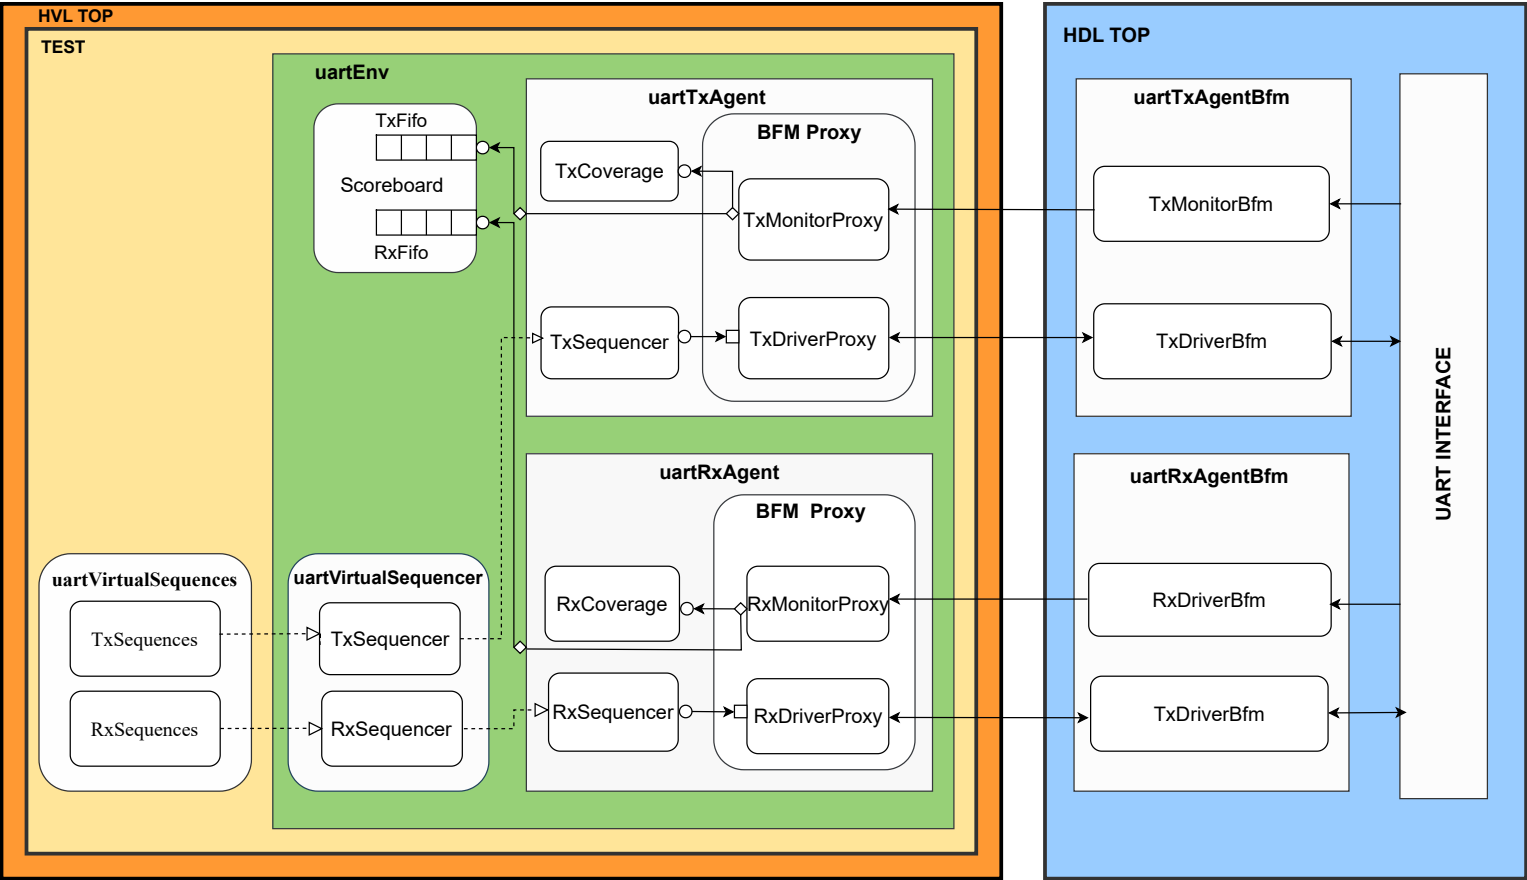 HVL TOP
TEST
uartEnv
TxFifo
Scoreboard
RxFifo
uartTxAgent
BFM Proxy
TxCoverage
TxMonitorProxy
TxSequencer
TxDriverProxy
uartRxAgent
BFM Proxy
RxCoverage
RxMonitorProxy
RxSequencer
RxDriverProxy
uartVirtualSequences
TxSequences
RxSequences
uartVirtualSequencer
TxSequencer
RxSequencer
HDL TOP
uartTxAgentBfm
TxMonitorBfm
TxDriverBfm
uartRxAgentBfm
RxDriverBfm
TxDriverBfm
UART INTERFACE